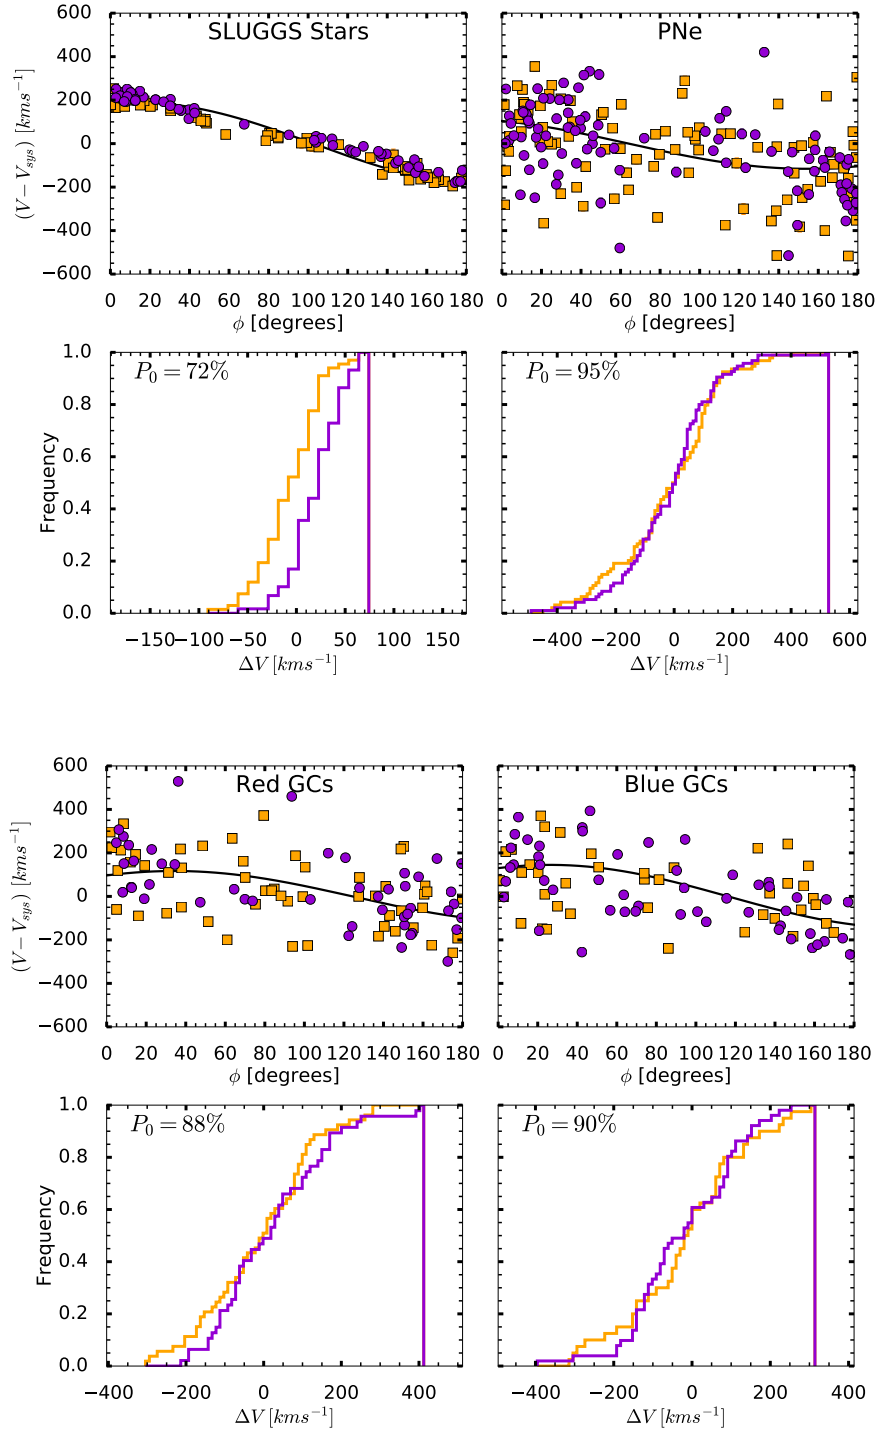 SLUGGS Stars
PNe
(V − V_sys) [kms⁻¹]
600
400
200
0
−200
−400
−600
0 20 40 60 80 100 120 140 160 180
0 20 40 60 80 100 120 140 160 180
ϕ [degrees]
ϕ [degrees]
P₀ = 72%
P₀ = 95%
Frequency
1.0
0.8
0.6
0.4
0.2
0.0
−150 −100 −50 0 50 100 150
−400 −200 0 200 400 600
ΔV [kms⁻¹]
ΔV [kms⁻¹]
Red GCs
Blue GCs
(V − V_sys) [kms⁻¹]
600
400
200
0
−200
−400
−600
0 20 40 60 80 100 120 140 160 180
0 20 40 60 80 100 120 140 160 180
ϕ [degrees]
ϕ [degrees]
P₀ = 88%
P₀ = 90%
Frequency
1.0
0.8
0.6
0.4
0.2
0.0
−400 −200 0 200 400
−400 −200 0 200 400
ΔV [kms⁻¹]
ΔV [kms⁻¹]